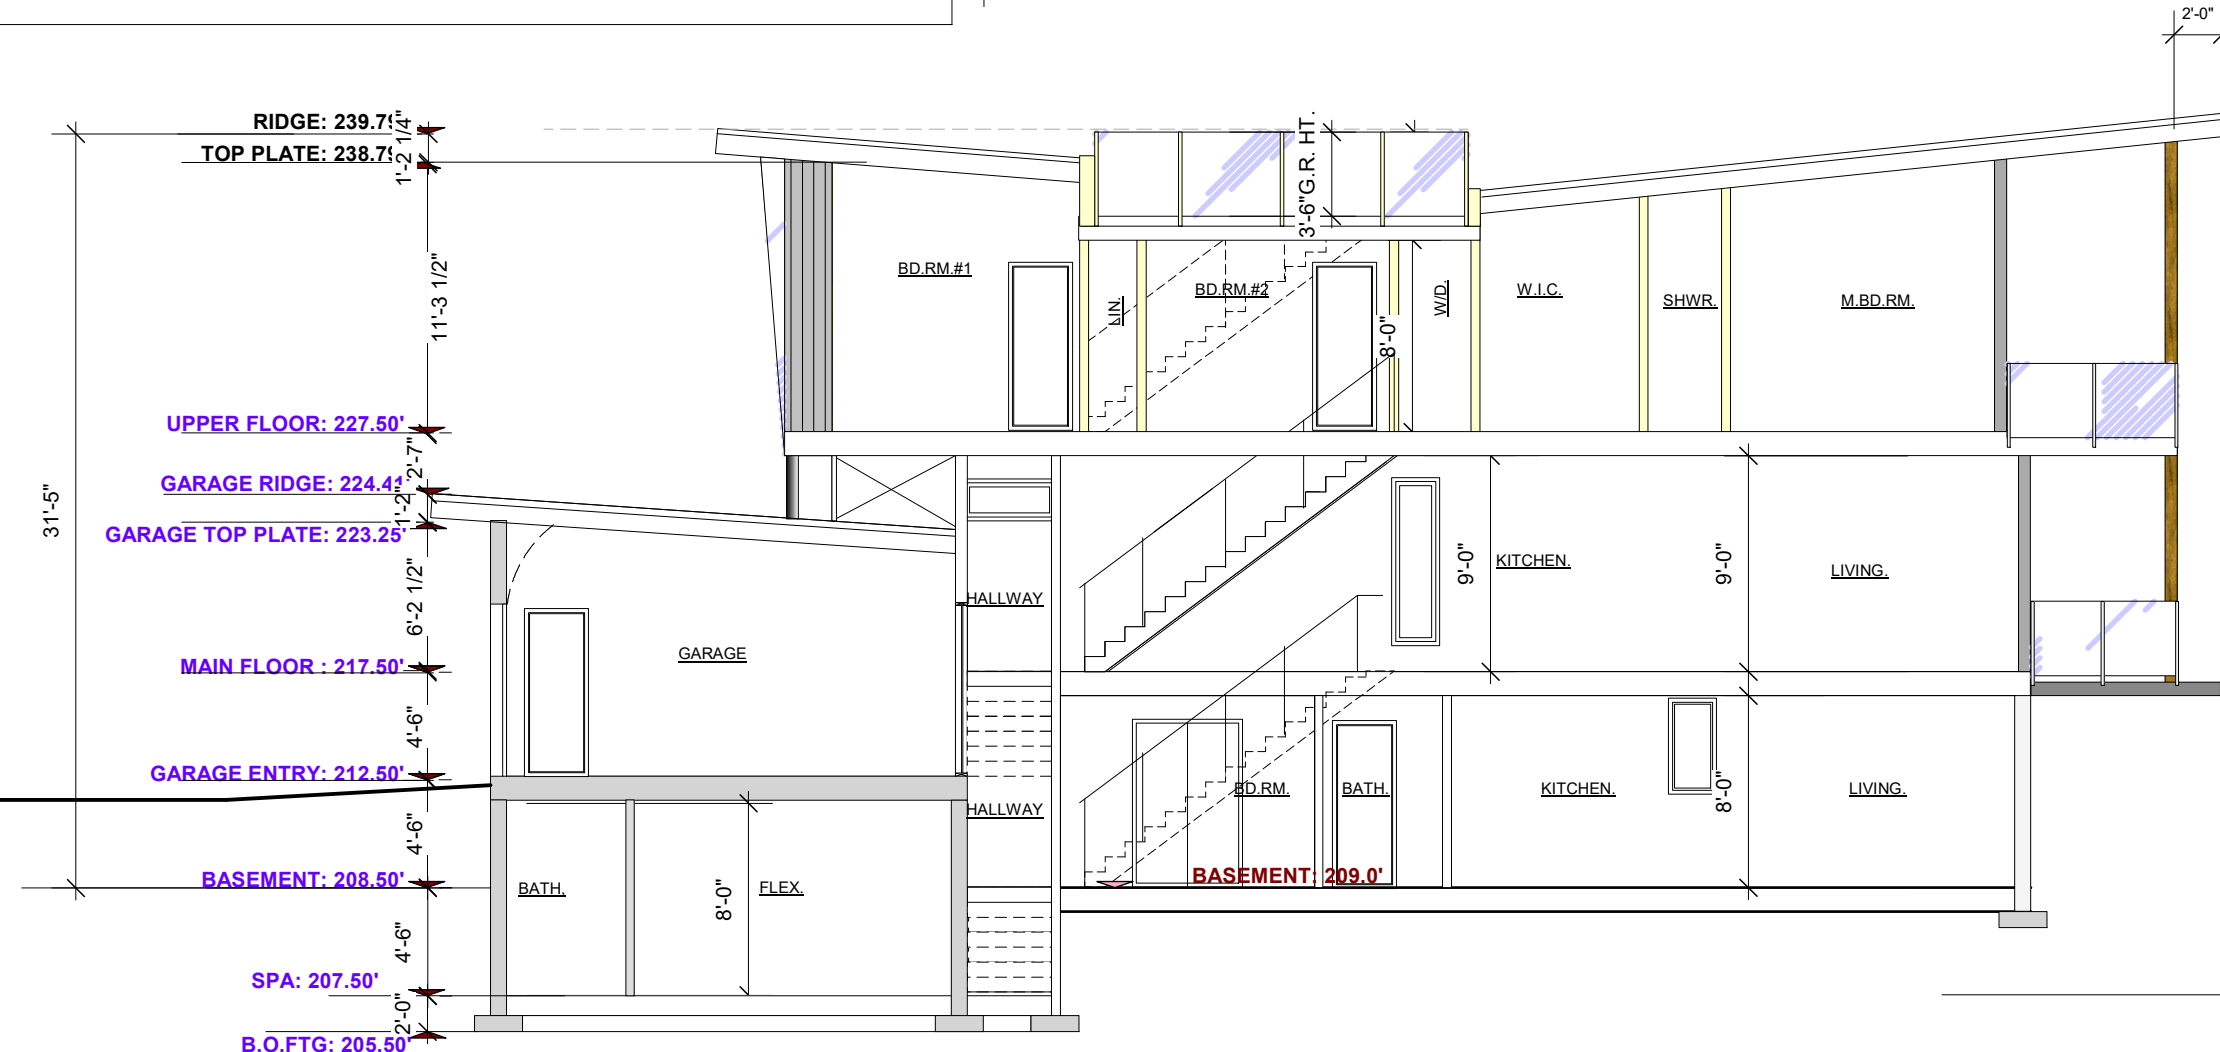 2'-0"
RIDGE: 239.79
1'-2 1/4"
TOP PLATE: 238.79
3'-6"G.R. HT.
11'-3 1/2"
BD.RM.#1
LIN.
BD.RM.#2
8'-0"
W/D.
W.I.C.
SHWR.
M.BD.RM.
UPPER FLOOR: 227.50'
2'-7"
GARAGE RIDGE: 224.41'
1'-2"
GARAGE TOP PLATE: 223.25'
31'-5"
6'-2 1/2"
HALLWAY
9'-0"
KITCHEN.
9'-0"
LIVING.
GARAGE
MAIN FLOOR : 217.50'
4'-6"
GARAGE ENTRY: 212.50'
4'-6"
HALLWAY
BD.RM.
BATH.
KITCHEN.
8'-0"
LIVING.
BASEMENT: 208.50'
BASEMENT: 209.0'
BATH.
8'-0"
FLEX.
4'-6"
SPA: 207.50'
2'-0"
B.O.FTG: 205.50'